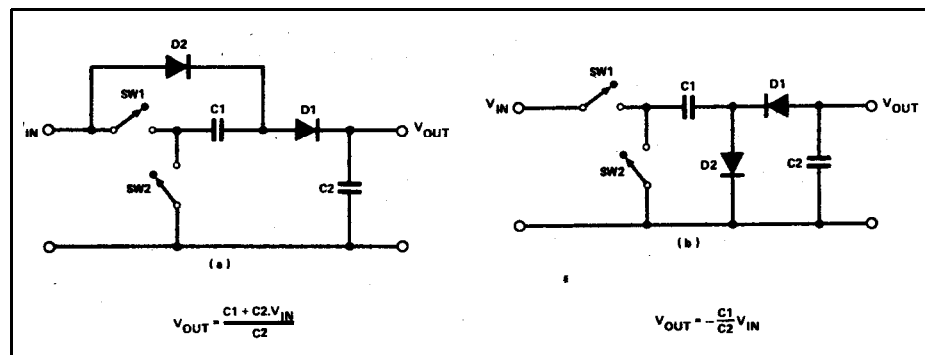 D2
SW1
C1
D1
VIN
VOUT
SW2
C2
(a)
VOUT = C1 + C2.VIN
C2
SW1
C1
D1
VIN
VOUT
D2
C2
SW2
(b)
VOUT = - C1
C2 VIN